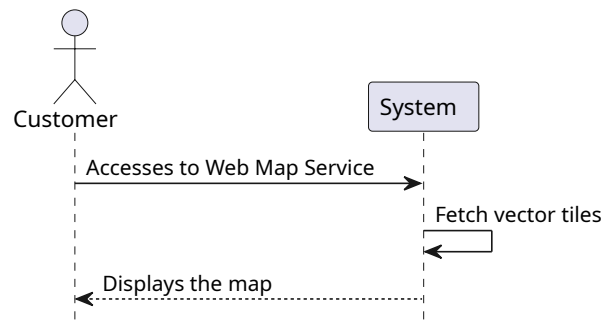 Customer
System
Accesses to Web Map Service
Fetch vector tiles
Displays the map